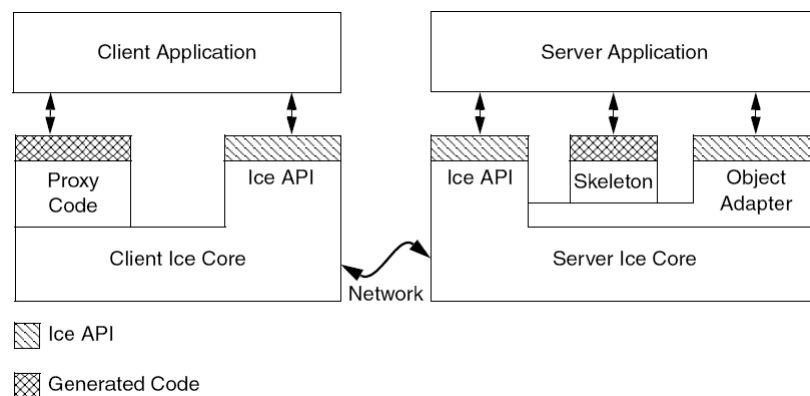 Client Application
Server Application
Proxy
Code
Ice API
Ice API
Skeleton
Object
Adapter
Client Ice Core
Server Ice Core
Network
Ice API
Generated Code